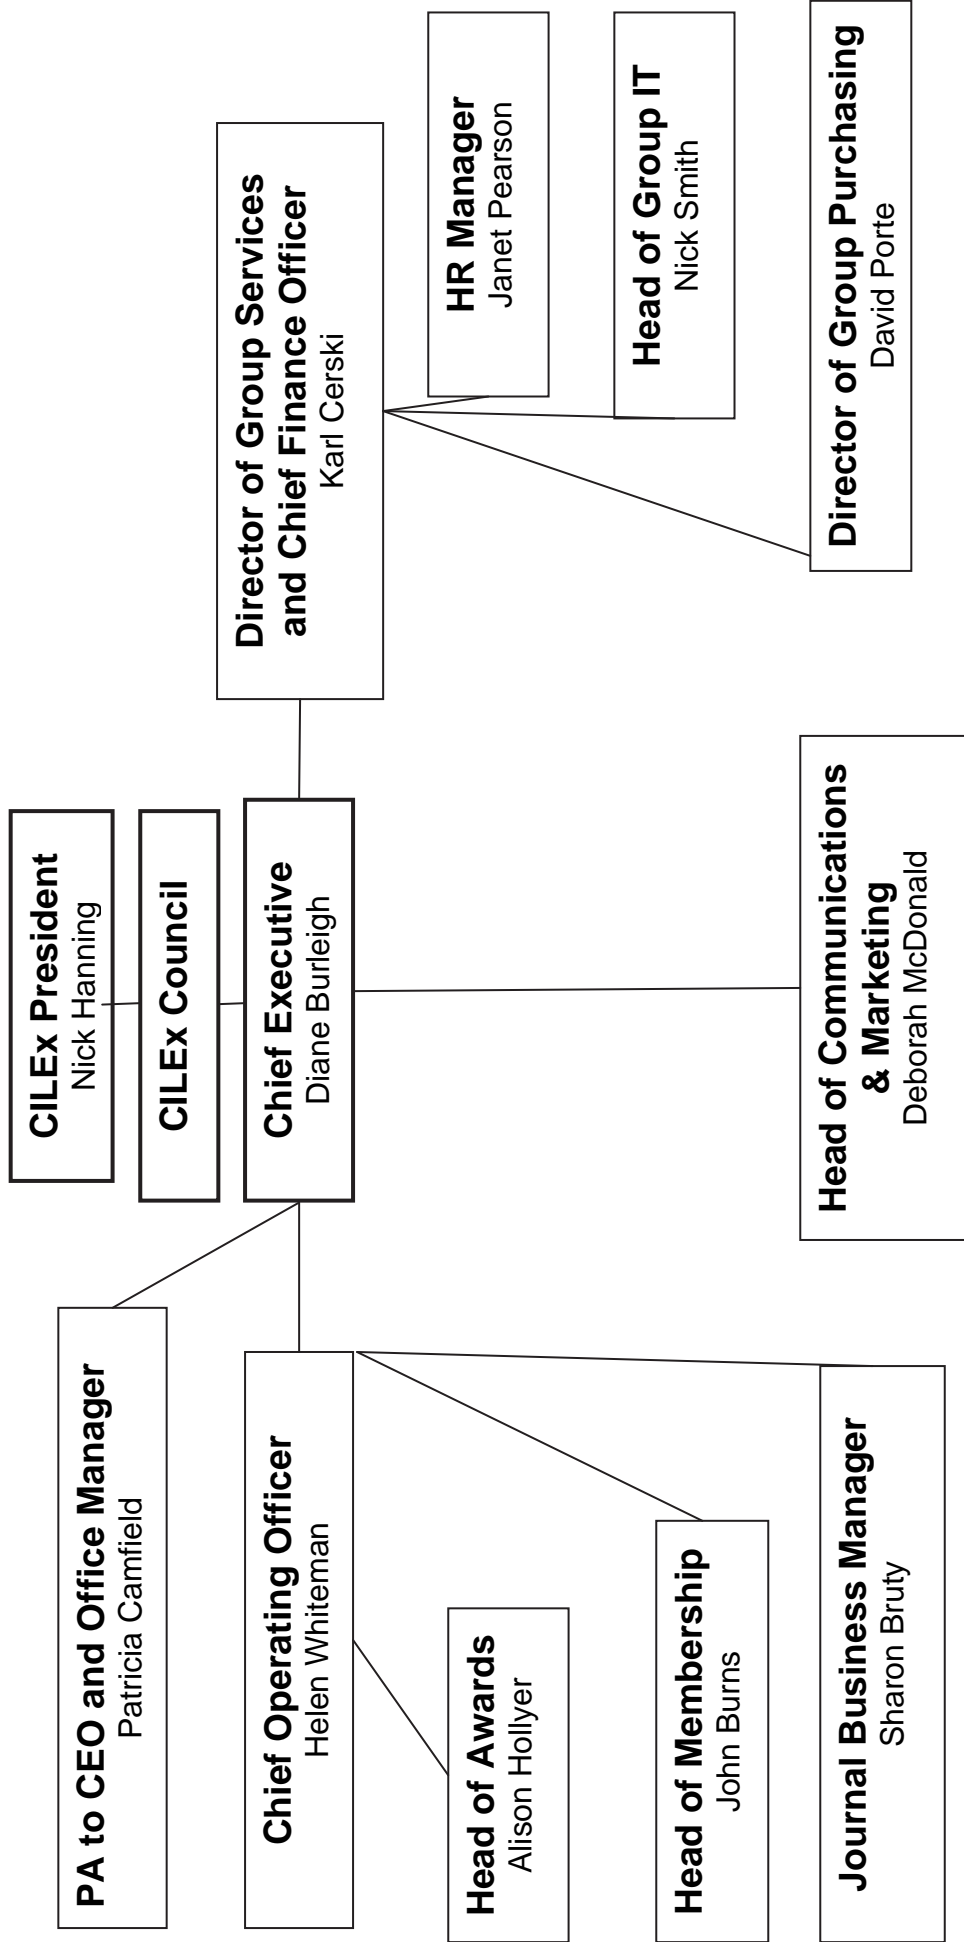 CILEx President
Nick Hanning
CILEx Council
Chief Executive
Diane Burleigh
PA to CEO and Office Manager
Patricia Camfield
Chief Operating Officer
Helen Whiteman
Director of Group Services
and Chief Finance Officer
Karl Cerski
Head of Awards
Alison Hollyer
Head of Membership
John Burns
Journal Business Manager
Sharon Bruty
Head of Communications
& Marketing
Deborah McDonald
HR Manager
Janet Pearson
Head of Group IT
Nick Smith
Director of Group Purchasing
David Porte